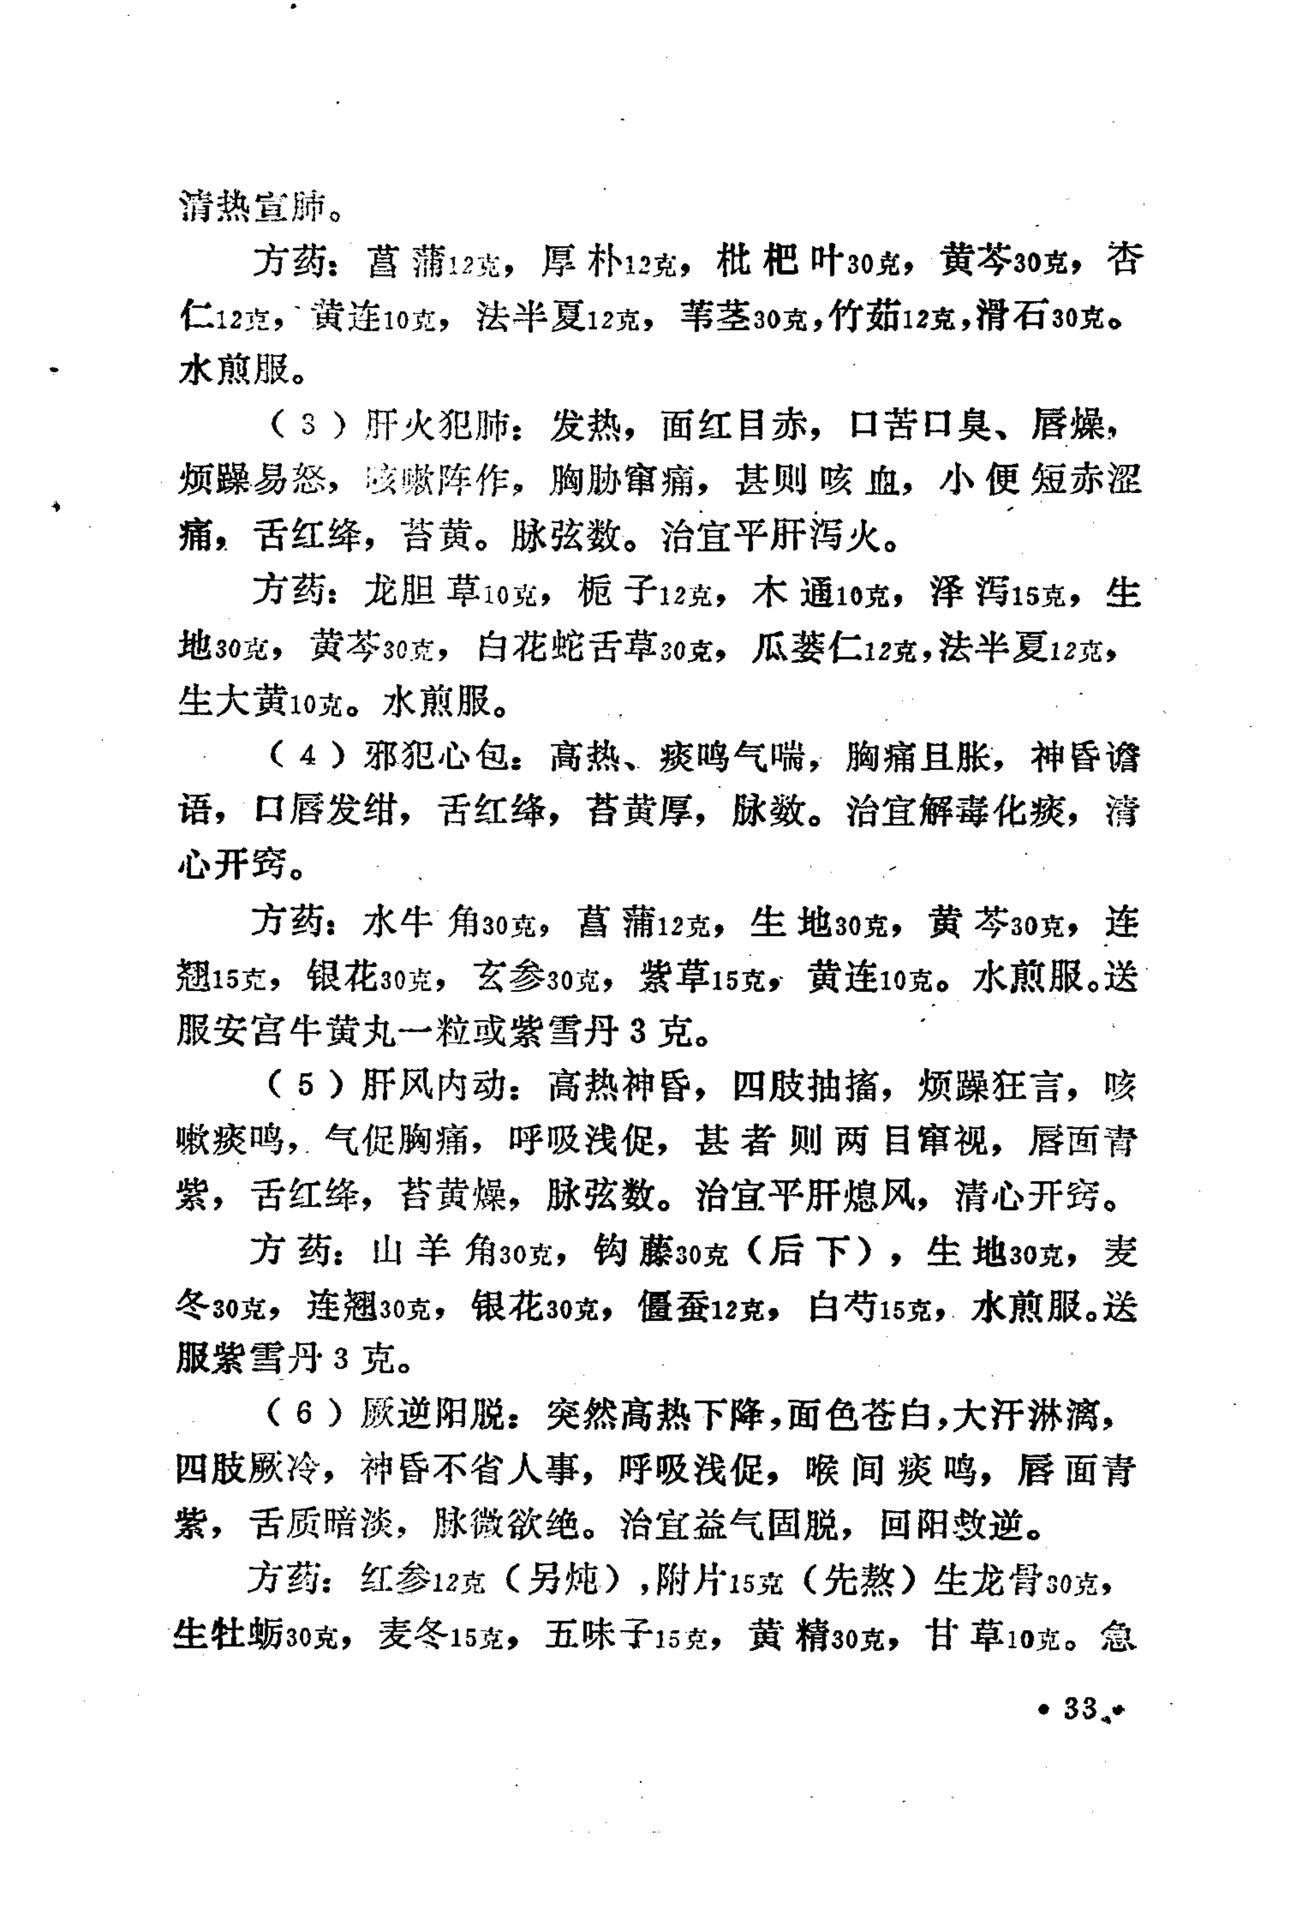 清热宣肺。
方药：菖蒲12克，厚朴12克，枇杷叶30克，黄芩30克，杏
仁12克，黄连10克，法半夏12克，苇茎30克，竹茹12克，滑石30克。
水煎服。
（3）肝火犯肺：发热，面红目赤，口苦口臭、唇燥，
烦躁易怒，咳嗽阵作，胸胁窜痛，甚则咳血，小便短赤涩
痛，舌红绛，苔黄。脉弦数。治宜平肝泻火。
方药：龙胆草10克，栀子12克，木通10克，泽泻15克，生
地30克，黄芩30克，白花蛇舌草30克，瓜蒌仁12克，法半夏12克，
生大黄10克。水煎服。
（4）邪犯心包：高热、痰鸣气喘，胸痛且胀，神昏谵
语，口唇发绀，舌红绛，苔黄厚，脉数。治宜解毒化痰，清
心开窍。
方药：水牛角30克，菖蒲12克，生地30克，黄芩30克，连
翘15克，银花30克，玄参30克，紫草15克，黄连10克。水煎服。送
服安宫牛黄丸一粒或紫雪丹3克。
（5）肝风内动：高热神昏，四肢抽搐，烦躁狂言，咳
嗽痰鸣，气促胸痛，呼吸浅促，甚者则两目窜视，唇面青
紫，舌红绛，苔黄燥，脉弦数。治宜平肝熄风，清心开窍。
方药：山羊角30克，钩藤30克（后下），生地30克，麦
冬30克，连翘30克，银花30克，僵蚕12克，白芍15克，水煎服。送
服紫雪丹3克。
（6）厥逆阳脱：突然高热下降，面色苍白，大汗淋漓，
四肢厥冷，神昏不省人事，呼吸浅促，喉间痰鸣，唇面青
紫，舌质暗淡，脉微欲绝。治宜益气固脱，回阳救逆。
方药：红参12克（另炖），附片15克（先熬）生龙骨30克，
生牡蛎30克，麦冬15克，五味子15克，黄精30克，甘草10克。急
• 33 •